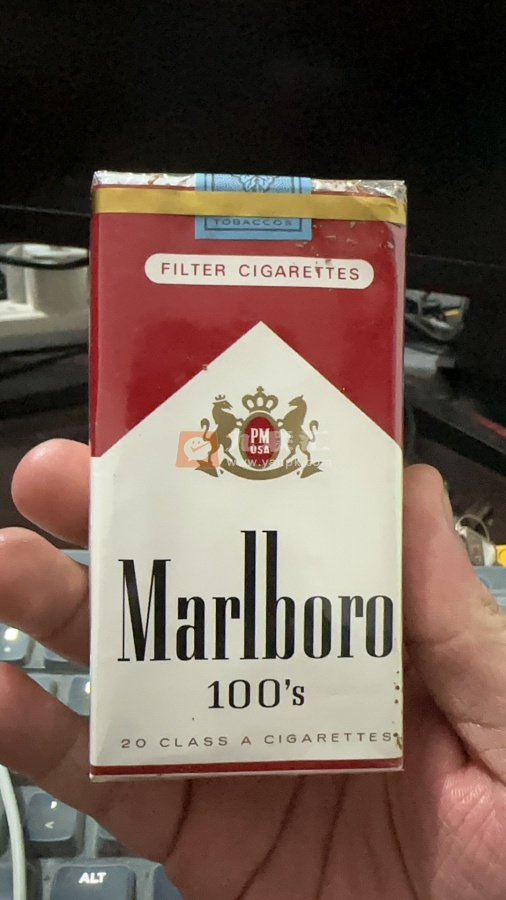 TOBACCOS
FILTER CIGARETTES
PM
USA
Marlboro
100's
20 CLASS A CIGARETTES
ALT